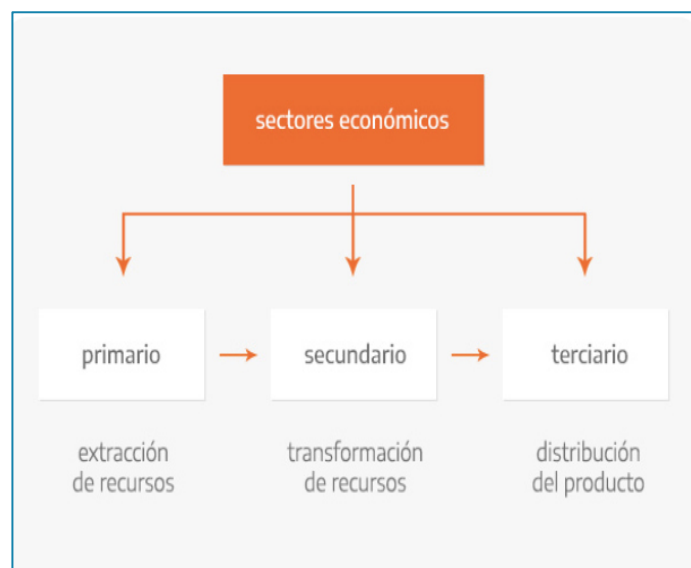 sectores económicos
primario
secundario
terciario
extracción
de recursos
transformación
de recursos
distribución
del producto